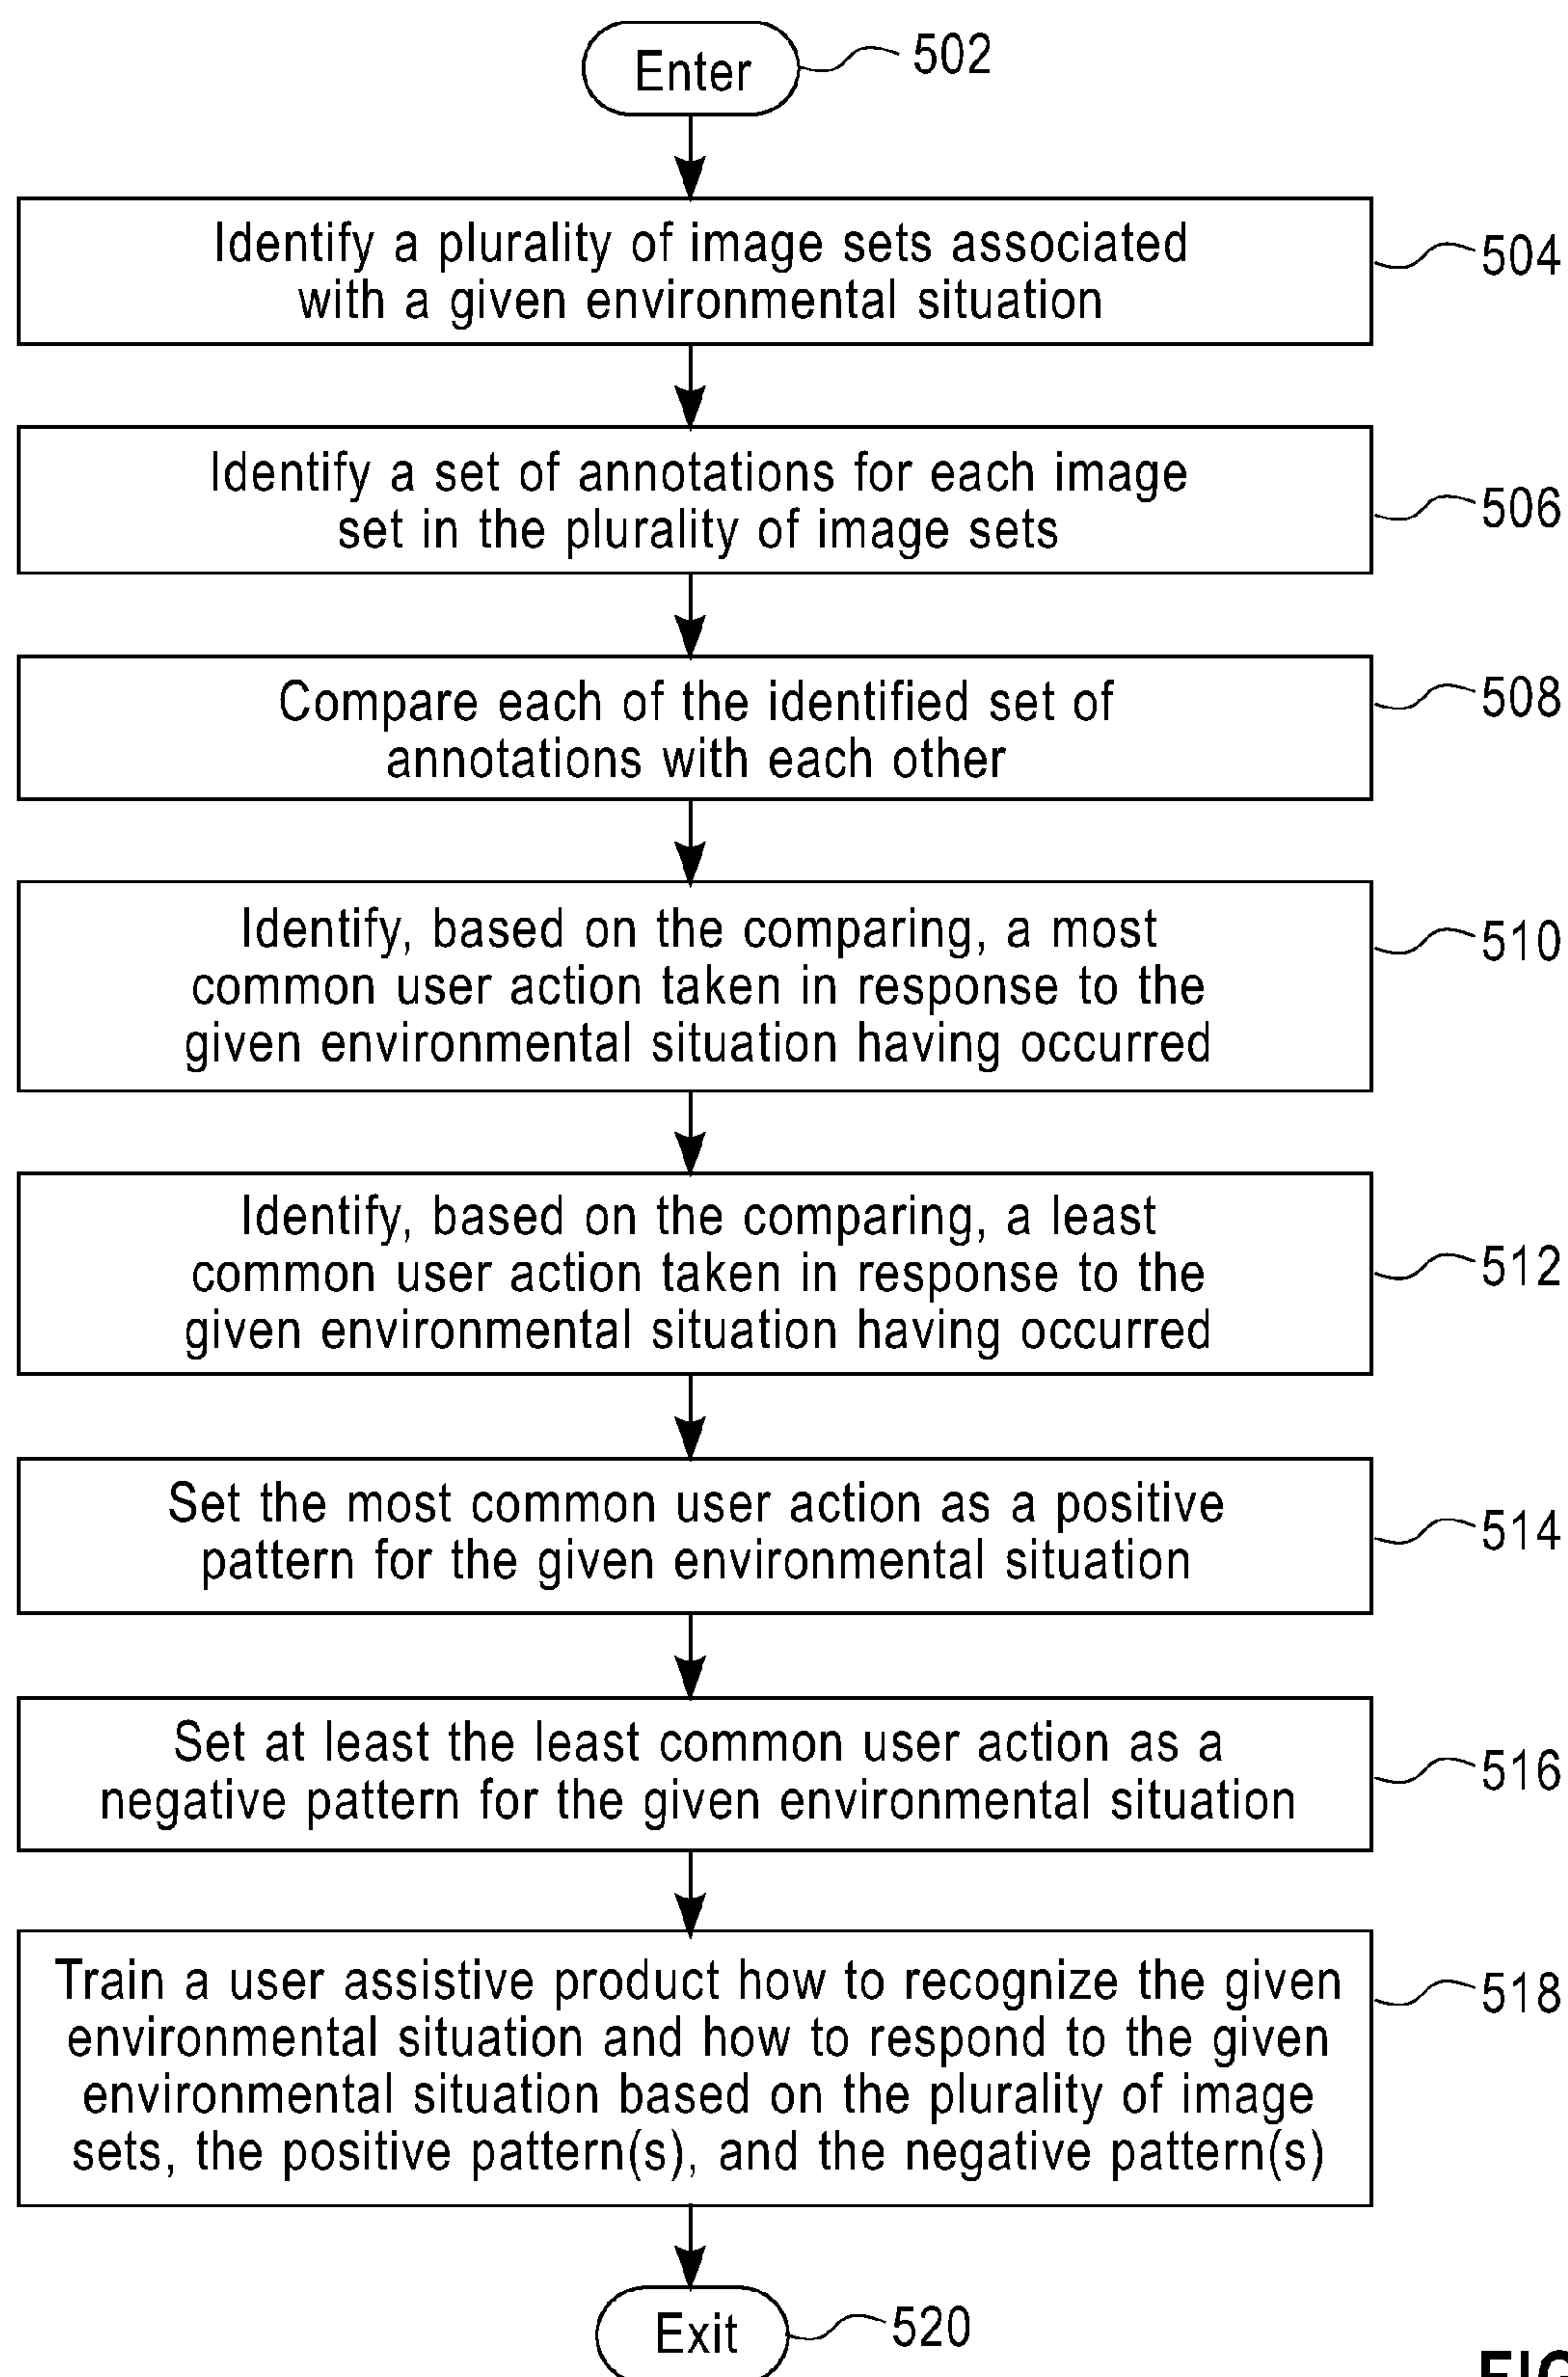 Enter
502
Identify a plurality of image sets associated
with a given environmental situation
504
Identify a set of annotations for each image
set in the plurality of image sets
506
Compare each of the identified set of
annotations with each other
508
Identify, based on the comparing, a most
common user action taken in response to the
given environmental situation having occurred
510
Identify, based on the comparing, a least
common user action taken in response to the
given environmental situation having occurred
512
Set the most common user action as a positive
pattern for the given environmental situation
514
Set at least the least common user action as a
negative pattern for the given environmental situation
516
Train a user assistive product how to recognize the given
environmental situation and how to respond to the given
environmental situation based on the plurality of image
sets, the positive pattern(s), and the negative pattern(s)
518
Exit
520